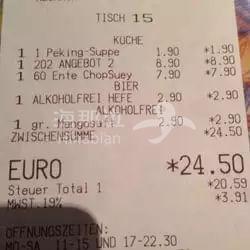 TISCH 15
KÜCHE
1 1 Peking-Suppe 1.90 *1.90
1 202 ANGEBOT 2 8.90 *8.90
1 60 Ente ChopSuey 7.90 *7.90
BIER
1 ALKOHOLFREI HEFE 2.90 *2.90
ALKOHOLFREI
1 gr. Mangosaft 2.90 *2.90
ZWISCHENSUMME *24.50
EURO *24.50
Steuer Total 1 *20.59
MWST.19% *3.91
ÖFFNUNGSZEITEN:
MO-SA 11-15 UND 17-22.30